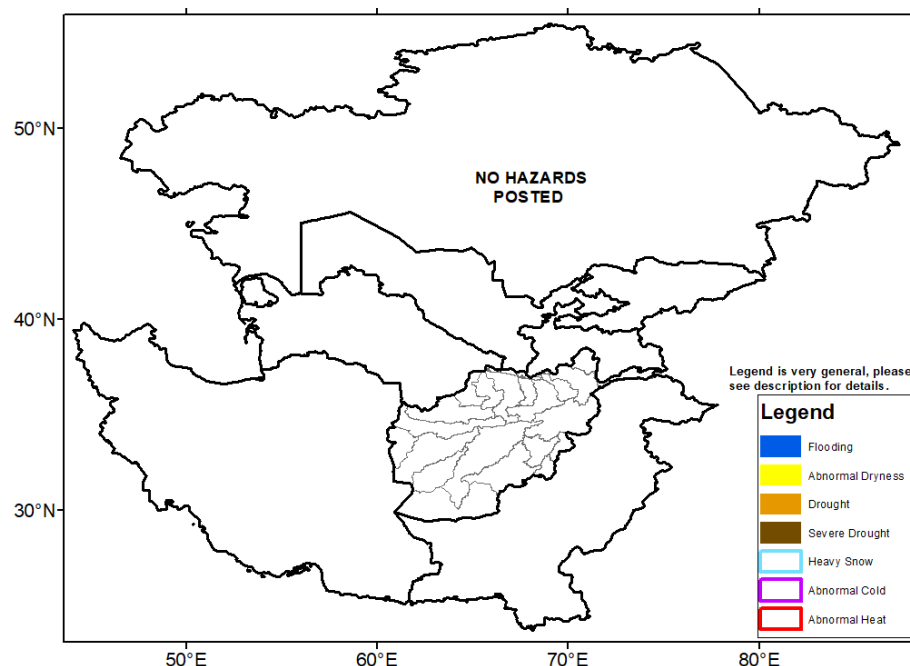 50°N
NO HAZARDS
POSTED
40°N
Legend is very general, please
see description for details.
Legend
Flooding
Abnormal Dryness
Drought
Severe Drought
Heavy Snow
Abnormal Cold
Abnormal Heat
30°N
50°E
60°E
70°E
80°E